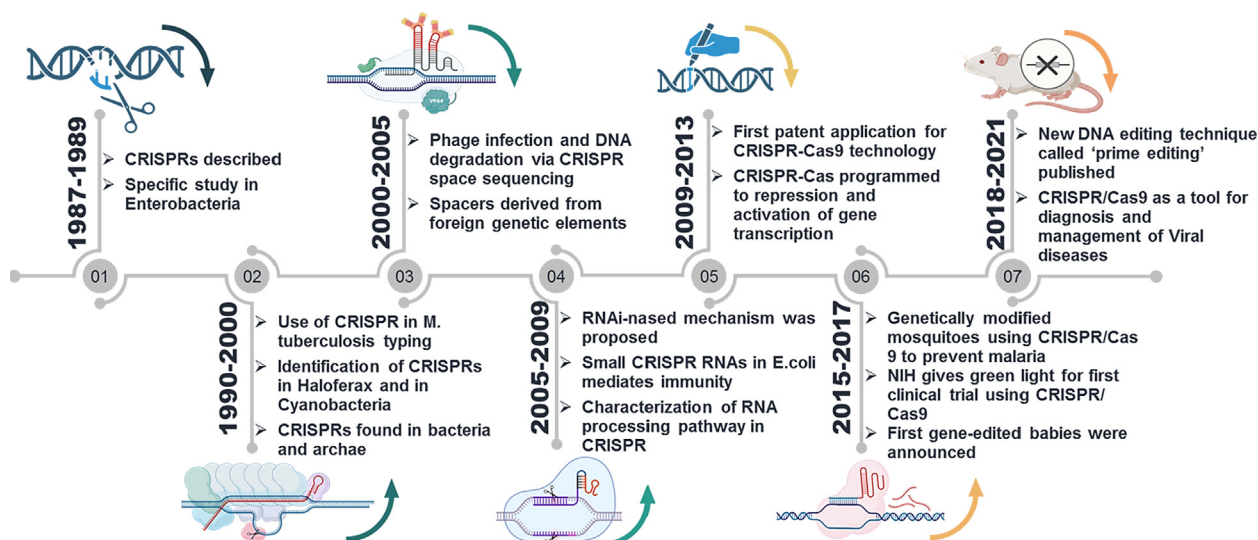 1987-1989
CRISPRs described
Specific study in
Enterobacteria
01
1990-2000
Use of CRISPR in M.
tuberculosis typing
Identification of CRISPRs
in Haloferax and in
Cyanobacteria
CRISPRs found in bacteria
and archae
02
VP64
2000-2005
Phage infection and DNA
degradation via CRISPR
space sequencing
Spacers derived from
foreign genetic elements
03
2005-2009
RNAi-nased mechanism was
proposed
Small CRISPR RNAs in E.coli
mediates immunity
Characterization of RNA
processing pathway in
CRISPR
04
2009-2013
First patent application for
CRISPR-Cas9 technology
CRISPR-Cas programmed
to repression and
activation of gene
transcription
05
2015-2017
Genetically modified
mosquitoes using CRISPR/Cas
9 to prevent malaria
NIH gives green light for first
clinical trial using CRISPR/
Cas9
First gene-edited babies were
announced
06
2018-2021
New DNA editing technique
called ‘prime editing’
published
CRISPR/Cas9 as a tool for
diagnosis and
management of Viral
diseases
07